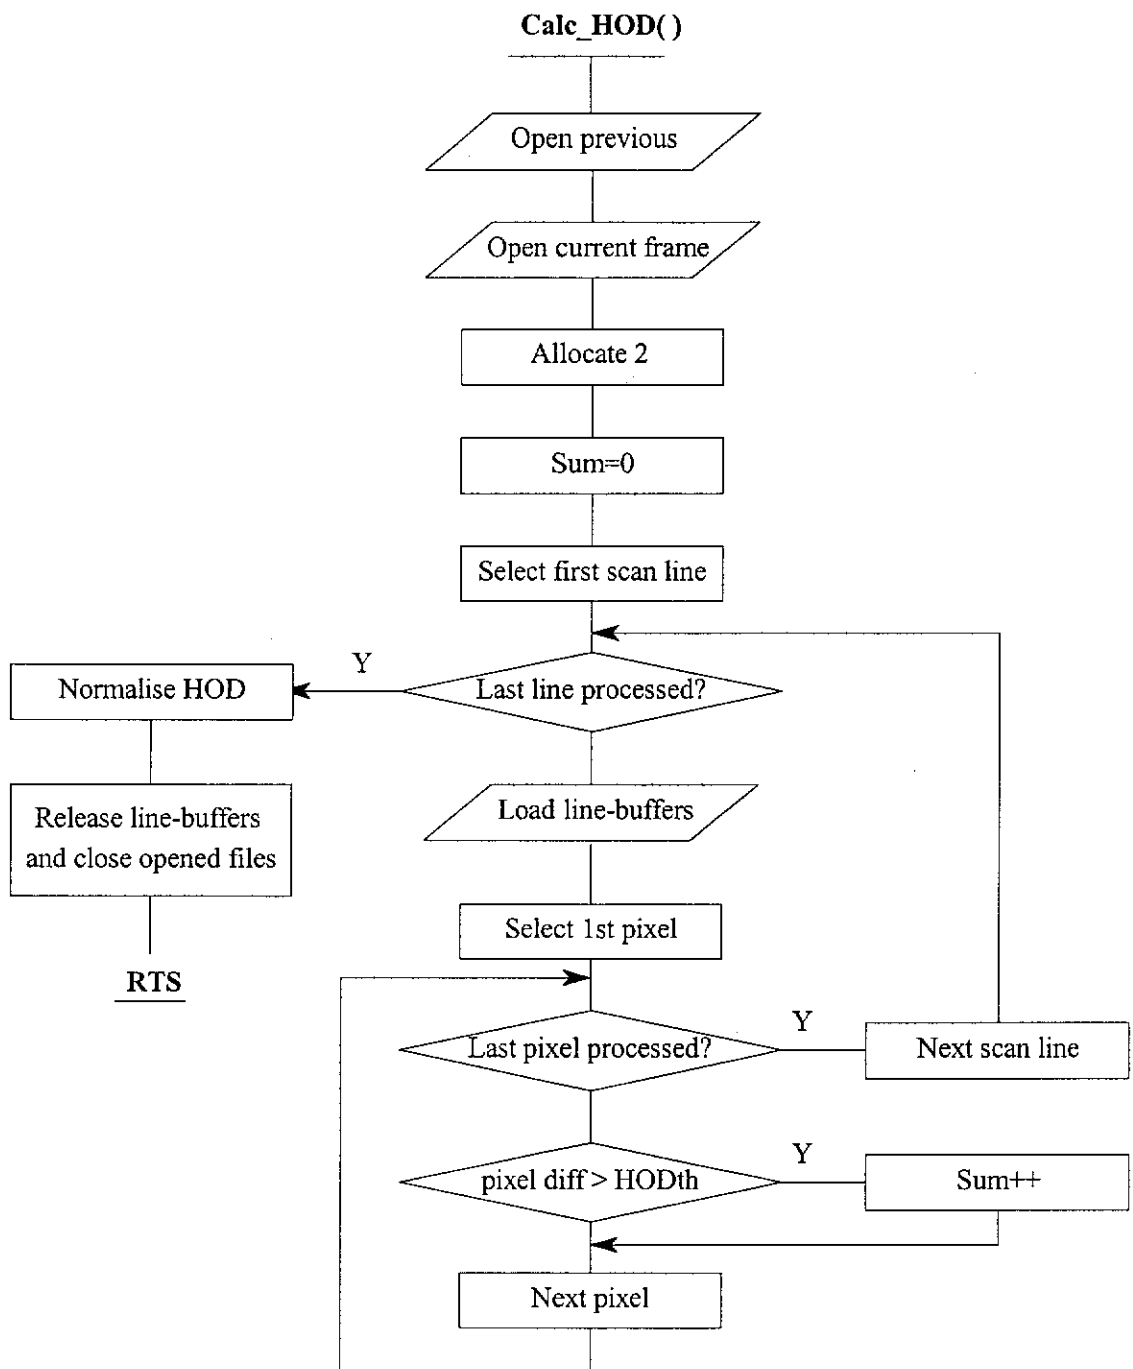 Calc_HOD( )
Open previous
Open current frame
Allocate 2
Sum=0
Select first scan line
Y
Normalise HOD
Last line processed?
Release line-buffers
and close opened files
RTS
Load line-buffers
Select 1st pixel
Last pixel processed?
Y
Next scan line
pixel diff > HODth
Y
Sum++
Next pixel